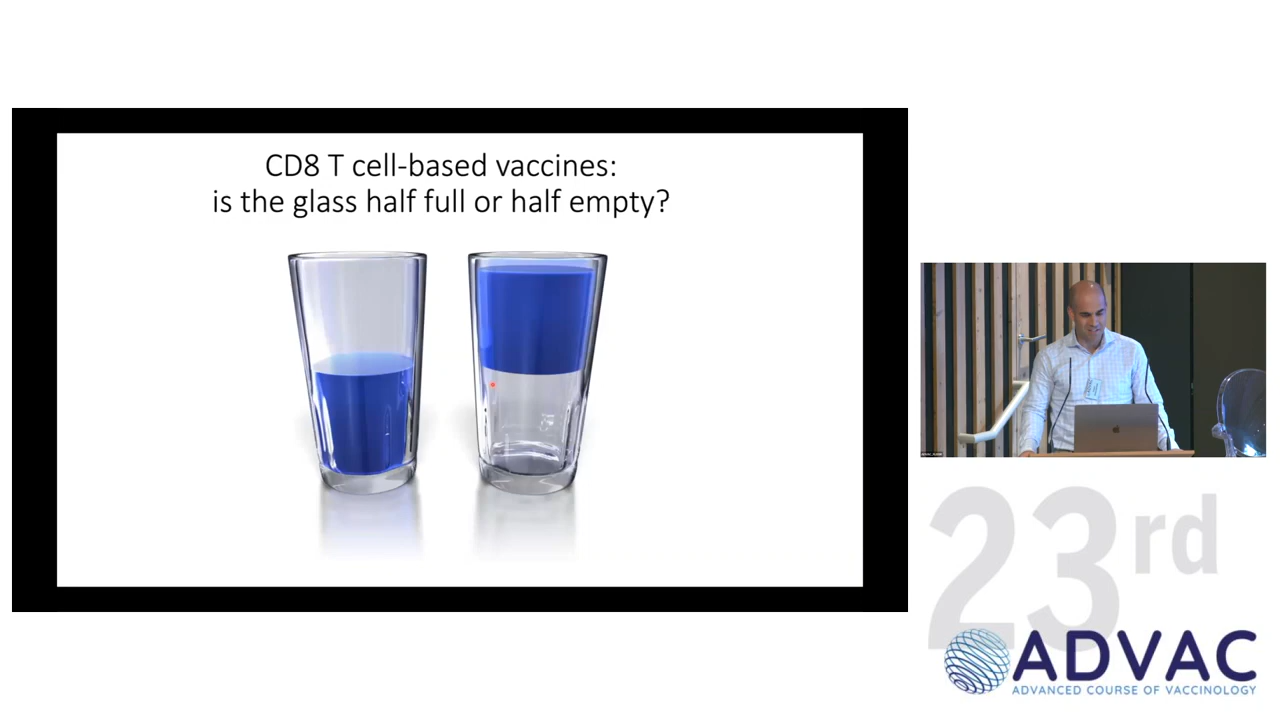 CD8 T cell-based vaccines:
is the glass half full or half empty?
23rd
ADVAC
ADVANCED COURSE OF VACCINOLOGY